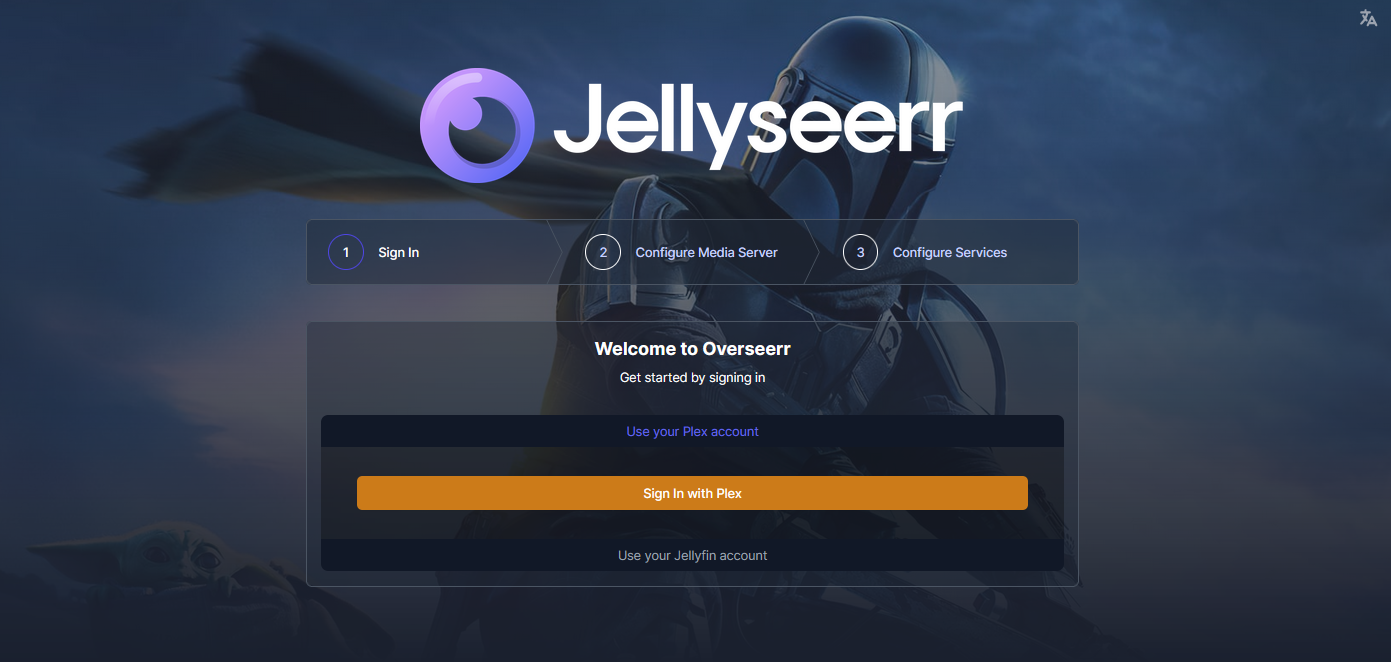 Jellyseerr
1 Sign In
2 Configure Media Server
3 Configure Services
Welcome to Overseerr
Get started by signing in
Use your Plex account
Sign In with Plex
Use your Jellyfin account